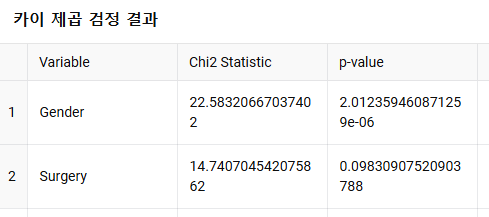 카이 제곱 검정 결과
Variable Chi2 Statistic p-value
1 Gender 22.5832066703740 2.01235946087125
2 9e-06
2 Surgery 14.7407045420758 0.09830907520903
62 788